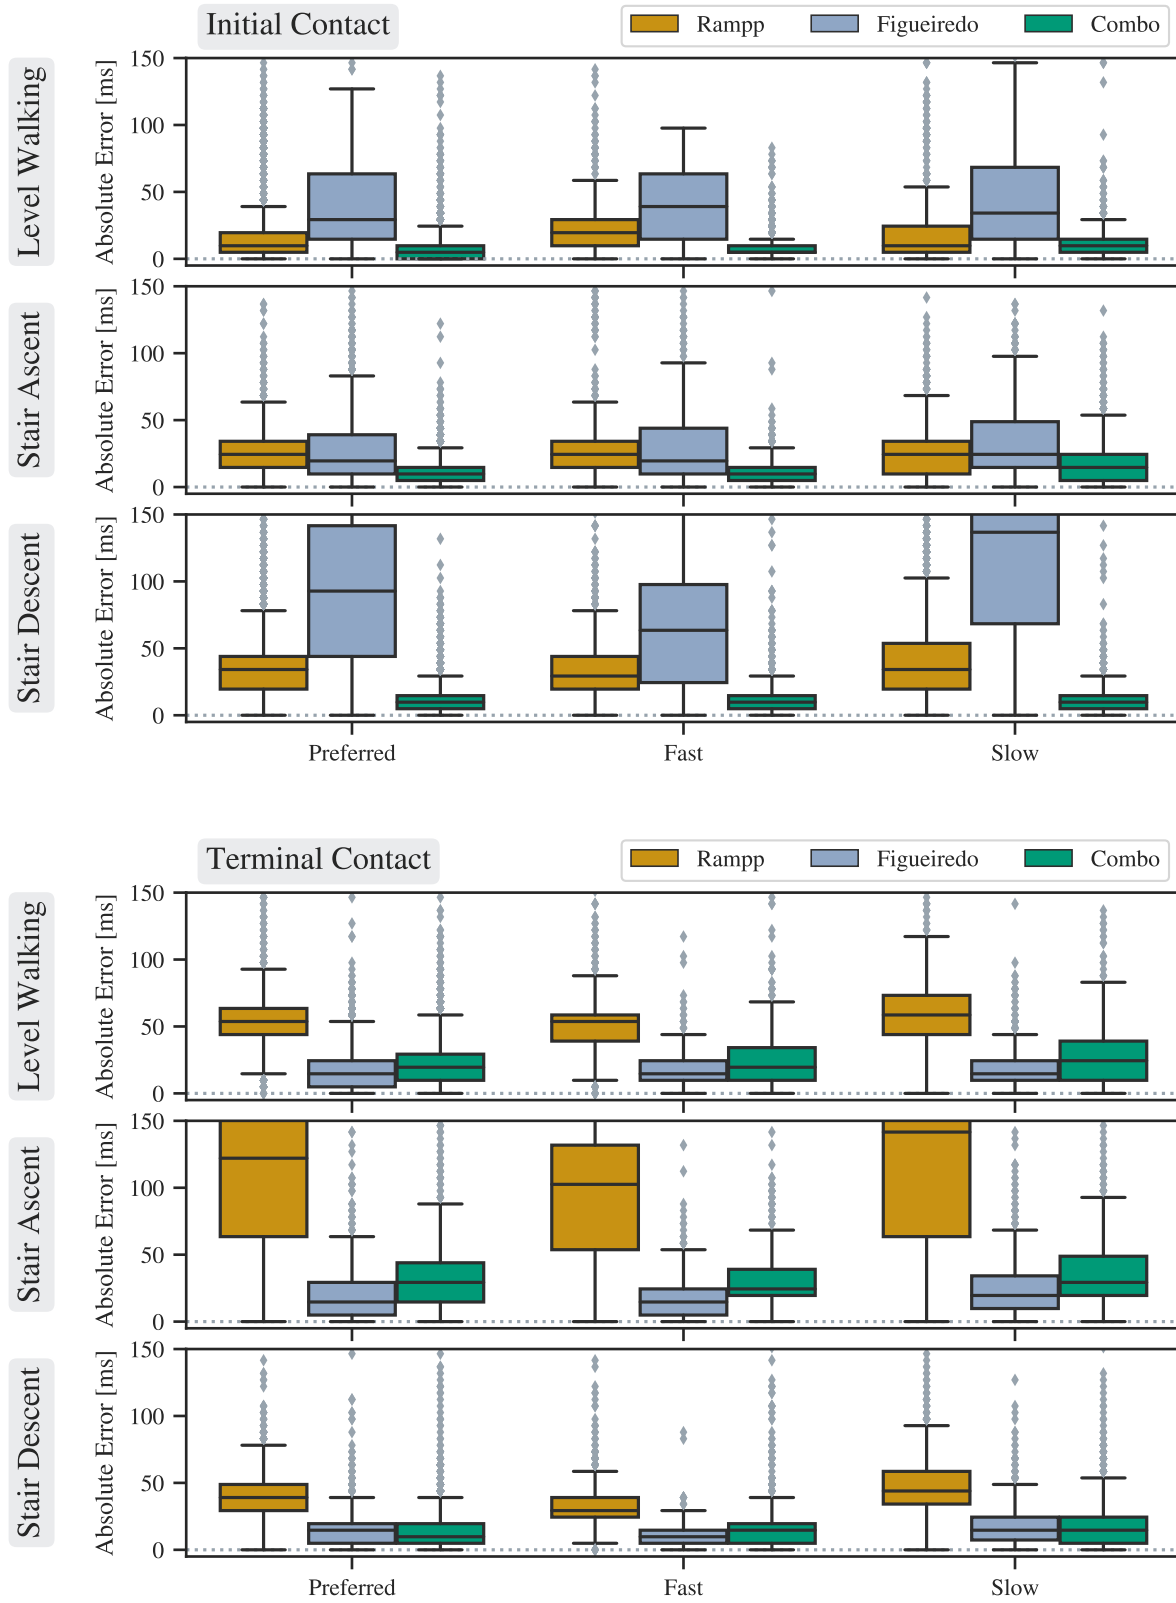 Initial Contact
Rampp Figueiredo Combo
Level Walking
Absolute Error [ms]
150
100
50
0
Stair Ascent
Absolute Error [ms]
150
100
50
0
Stair Descent
Absolute Error [ms]
150
100
50
0
Preferred Fast Slow
Terminal Contact
Rampp Figueiredo Combo
Level Walking
Absolute Error [ms]
150
100
50
0
Stair Ascent
Absolute Error [ms]
150
100
50
0
Stair Descent
Absolute Error [ms]
150
100
50
0
Preferred Fast Slow